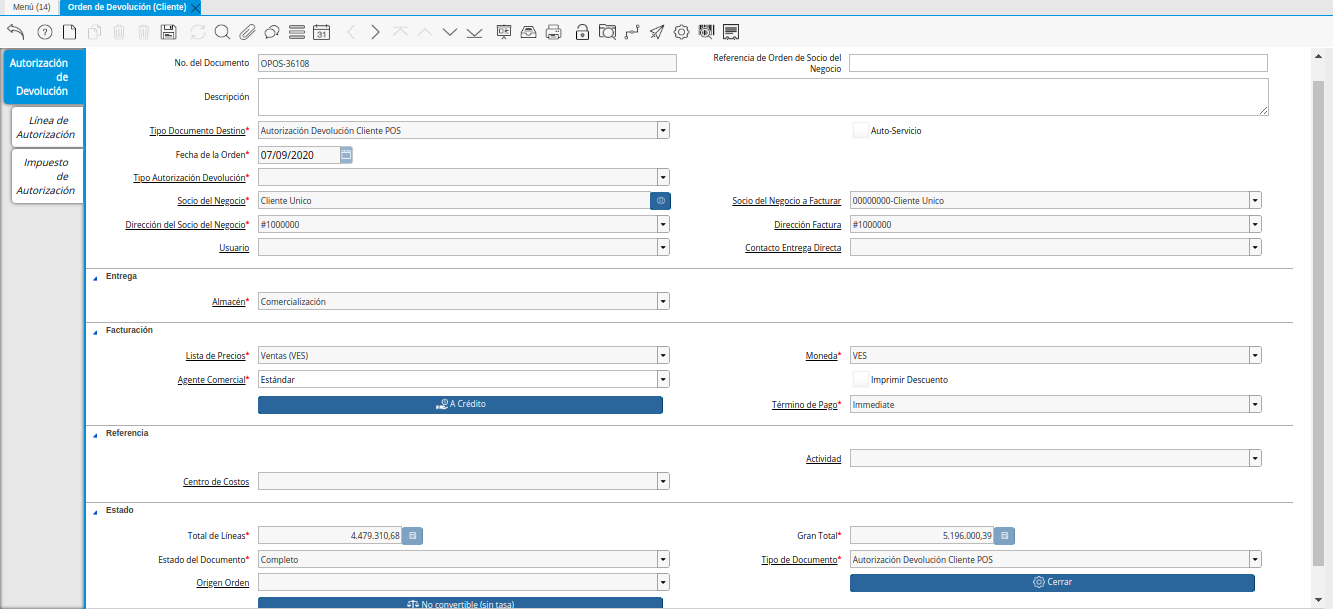 Menú (14)
Orden de Devolución (Cliente)
31
Autorización
de
Devolución
Línea de
Autorización
Impuesto
de
Autorización
No. del Documento OPOS-36108
Referencia de Orden de Socio del
Negocio
Descripción
Tipo Documento Destino* Autorización Devolución Cliente POS
Auto-Servicio
Fecha de la Orden* 07/09/2020
Tipo Autorización Devolución*
Socio del Negocio* Cliente Unico
Socio del Negocio a Facturar 00000000-Cliente Unico
Dirección del Socio del Negocio* #1000000
Dirección Factura #1000000
Usuario
Contacto Entrega Directa
Entrega
Almacén* Comercialización
Facturación
Lista de Precios* Ventas (VES)
Moneda* VES
Agente Comercial* Estándar
Imprimir Descuento
A Crédito
Término de Pago* Immediate
Referencia
Actividad
Centro de Costos
Estado
Total de Líneas* 4.479.310,68
Gran Total* 5.196.000,39
Estado del Documento* Completo
Tipo de Documento* Autorización Devolución Cliente POS
Origen Orden
Cerrar
No convertible (sin tasa)